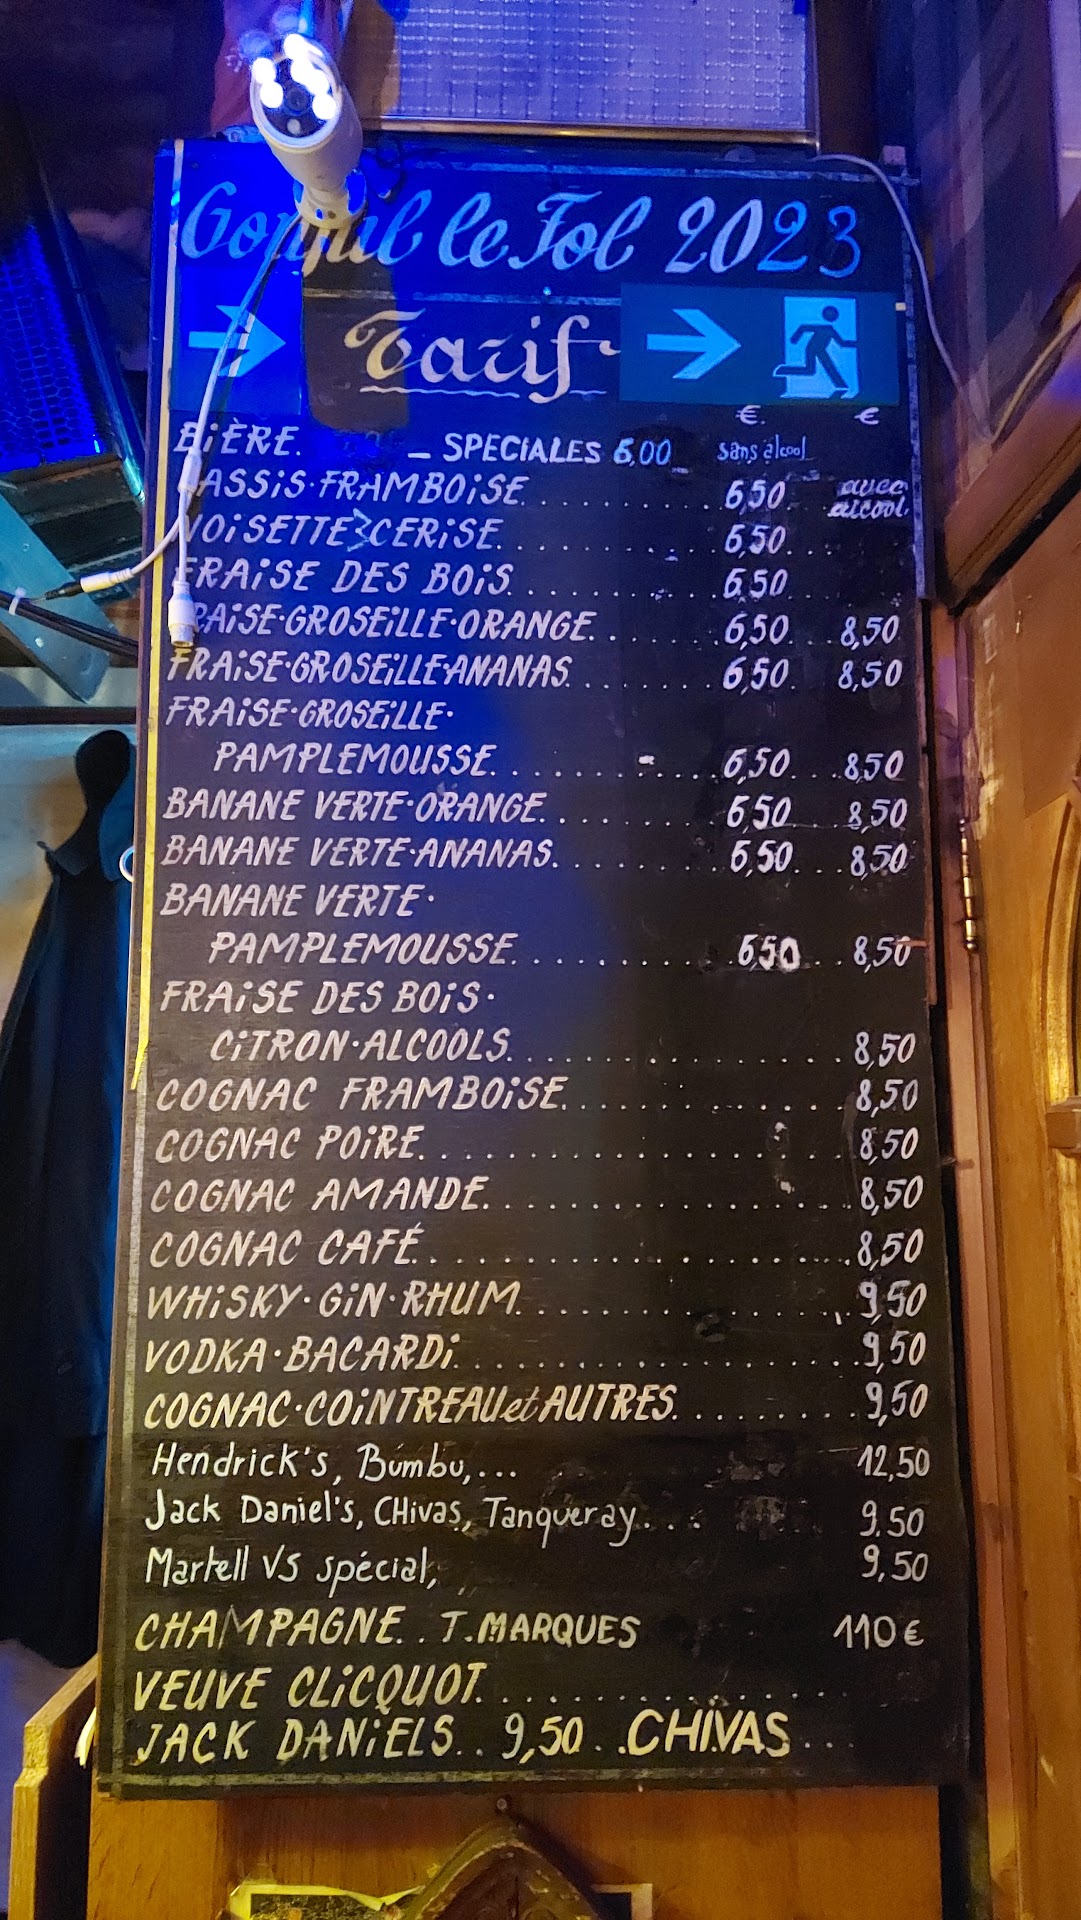 le Fol 2023
Tarif
€. €
BIÈRE. _ SPECIALES 6,00 sans alcool
CASSIS·FRAMBOISE........ 6,50 avec
alcool
NOISETTE CERISE......... 6,50...
FRAISE DES BOIS......... 6,50
FRAISE·GROSEILLE·ORANGE...... 6,50.. 8,50
FRAISE·GROSEILLE·ANANAS....... 6,50. 8,50
FRAISE·GROSEILLE·
PAMPLEMOUSSE........... 6,50...8,50
BANANE VERTE·ORANGE........ 6,50 8,50
BANANE VERTE·ANANAS........ 6,50...8,50
BANANE VERTE·
PAMPLEMOUSSE.......... 6,50..8,50
FRAISE DES BOIS·
CITRON·ALCOOLS................ 8,50
COGNAC FRAMBOISE.............8,50
COGNAC POIRE................... 8,50
COGNAC AMANDE................8,50
COGNAC CAFÉ...................8,50
WHISKY·GIN·RHUM............... 9,50
VODKA·BACARDI.................9,50
COGNAC·COINTREAU et AUTRES......... 9,50
Hendrick's, Bumbu,... 12,50
Jack Daniel's, CHivas, Tanqueray... 9.50
Martell VS spécial, 9,50
CHAMPAGNE.. T.MARQUES 110€
VEUVE CLICQUOT...............
JACK DANIELS.. 9,50...CHIVAS...